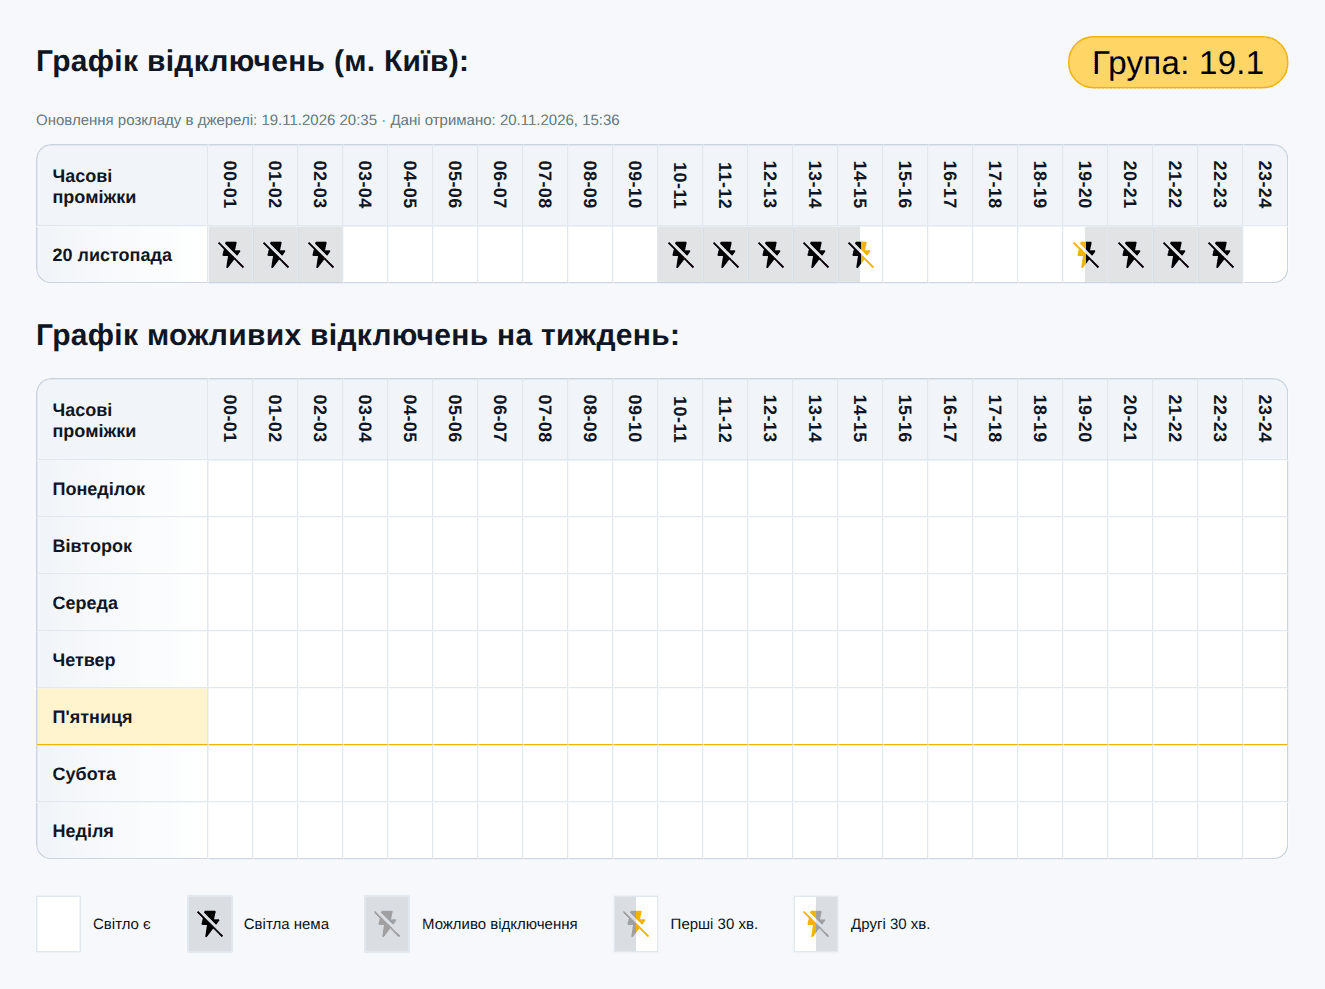 Графік відключень (м. Київ):
Група: 19.1
Оновлення розкладу в джерелі: 19.11.2026 20:35 · Дані отримано: 20.11.2026, 15:36
Часові проміжки 00-01 01-02 02-03 03-04 04-05 05-06 06-07 07-08 08-09 09-10 10-11 11-12 12-13 13-14 14-15 15-16 16-17 17-18 18-19 19-20 20-21 21-22 22-23 23-24
20 листопада
Графік можливих відключень на тиждень:
Часові проміжки 00-01 01-02 02-03 03-04 04-05 05-06 06-07 07-08 08-09 09-10 10-11 11-12 12-13 13-14 14-15 15-16 16-17 17-18 18-19 19-20 20-21 21-22 22-23 23-24
Понеділок
Вівторок
Середа
Четвер
П'ятниця
Субота
Неділя
Світло є Світла нема Можливо відключення Перші 30 хв. Другі 30 хв.